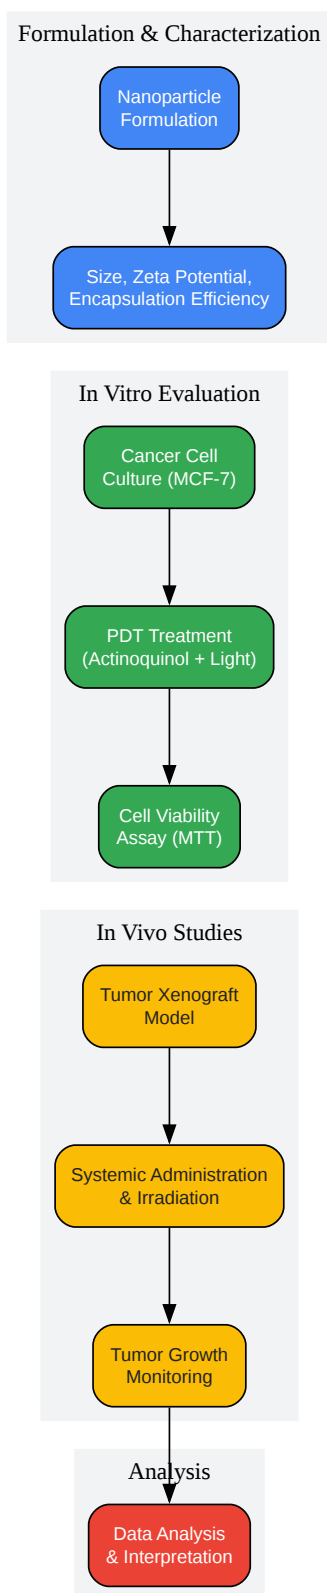 Formulation & Characterization
Nanoparticle
Formulation
Size, Zeta Potential,
Encapsulation Efficiency
In Vitro Evaluation
Cancer Cell
Culture (MCF-7)
PDT Treatment
(Actinoquinol + Light)
Cell Viability
Assay (MTT)
In Vivo Studies
Tumor Xenograft
Model
Systemic Administration
& Irradiation
Tumor Growth
Monitoring
Analysis
Data Analysis
& Interpretation